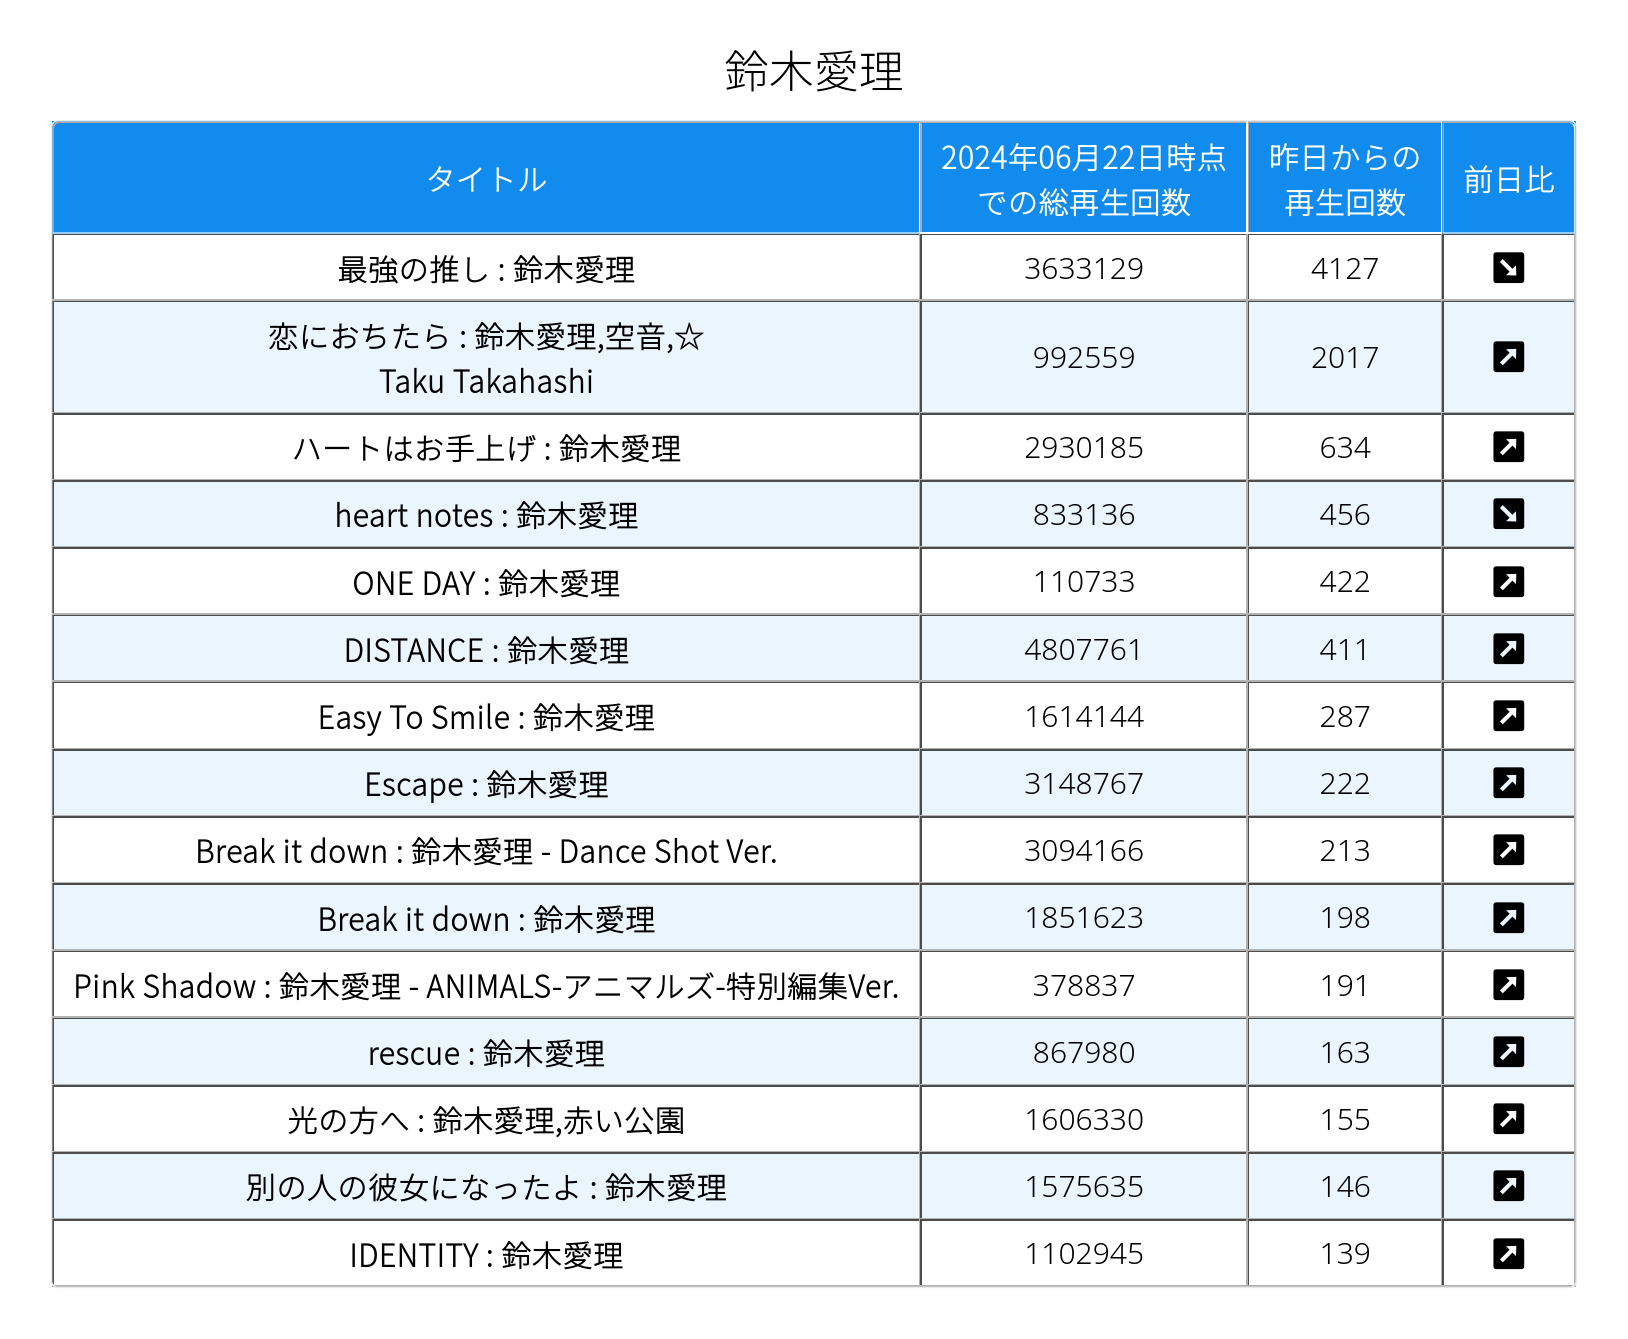 鈴木愛理
タイトル
2024年06月22日時点
での総再生回数
昨日からの
再生回数
前日比
最強の推し : 鈴木愛理 3633129 4127
恋におちたら : 鈴木愛理,空音,☆
Taku Takahashi 992559 2017
ハートはお手上げ : 鈴木愛理 2930185 634
heart notes : 鈴木愛理 833136 456
ONE DAY : 鈴木愛理 110733 422
DISTANCE : 鈴木愛理 4807761 411
Easy To Smile : 鈴木愛理 1614144 287
Escape : 鈴木愛理 3148767 222
Break it down : 鈴木愛理 - Dance Shot Ver. 3094166 213
Break it down : 鈴木愛理 1851623 198
Pink Shadow : 鈴木愛理 - ANIMALS-アニマルズ-特別編集Ver. 378837 191
rescue : 鈴木愛理 867980 163
光の方へ : 鈴木愛理,赤い公園 1606330 155
別の人の彼女になったよ : 鈴木愛理 1575635 146
IDENTITY : 鈴木愛理 1102945 139